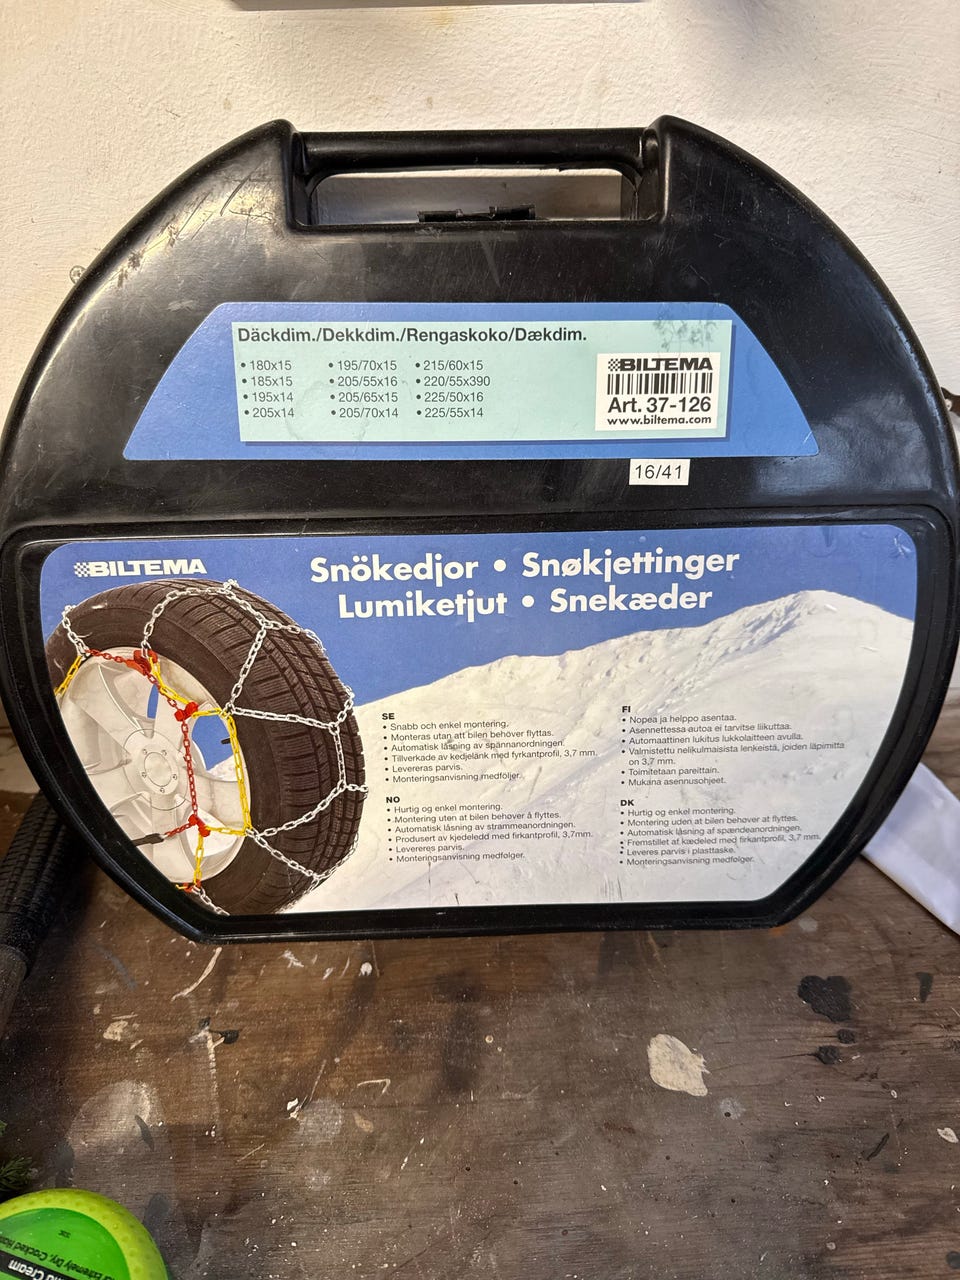 Däckdim./Dekkdim./Rengaskoko/Dækdim.
• 180x15
• 185x15
• 195x14
• 205x14
• 195/70x15
• 205/55x16
• 205/65x15
• 205/70x14
• 215/60x15
• 220/55x390
• 225/50x16
• 225/55x14
BILTEMA
Art. 37-126
www.biltema.com
16/41
BILTEMA
Snökedjor • Snøkjettinger
Lumiketjut • Snekæder
SE
• Snabb och enkel montering.
• Monteras utan att bilen behöver flyttas.
• Automatisk låsning av spännanordningen.
• Tillverkade av kedjelänk med fyrkantprofil, 3,7 mm.
• Levereras parvis.
• Monteringsanvisning medföljer.
NO
• Hurtig og enkel montering.
• Montering uten at bilen behøver å flyttes.
• Automatisk låsning av strammeanordningen.
• Produsert av kjedeledd med firkantprofil, 3,7mm.
• Leveres parvis.
• Monteringsanvisning medfølger.
FI
• Nopea ja helppo asentaa.
• Asennettessa autoa ei tarvitse liikuttaa.
• Automaattinen lukitus lukkolaitteen avulla.
• Valmistettu nelikulmaisista lenkeistä, joiden läpimitta
on 3,7 mm.
• Toimitetaan pareittain.
• Mukana asennusohjeet.
DK
• Hurtig og enkel montering.
• Montering uden at bilen behøver at flyttes.
• Automatisk låsning af spændeanordningen.
• Fremstillet af kædeled med firkantprofil, 3,7 mm.
• Leveres parvis i plasttaske.
• Monteringsanvisning medfølger.
Extremely Dry, Cracked
Cream